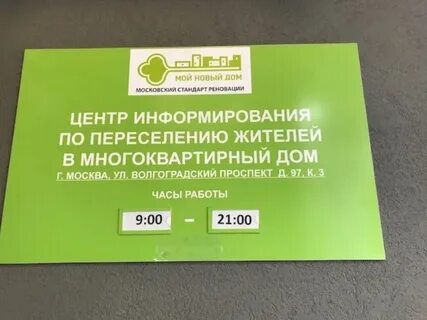 МОЙ НОВЫЙ ДОМ
МОСКОВСКИЙ СТАНДАРТ РЕНОВАЦИИ
ЦЕНТР ИНФОРМИРОВАНИЯ
ПО ПЕРЕСЕЛЕНИЮ ЖИТЕЛЕЙ
В МНОГОКВАРТИРНЫЙ ДОМ
Г. МОСКВА, УЛ. ВОЛГОГРАДСКИЙ ПРОСПЕКТ Д. 97, К. 3
ЧАСЫ РАБОТЫ
9:00 – 21:00